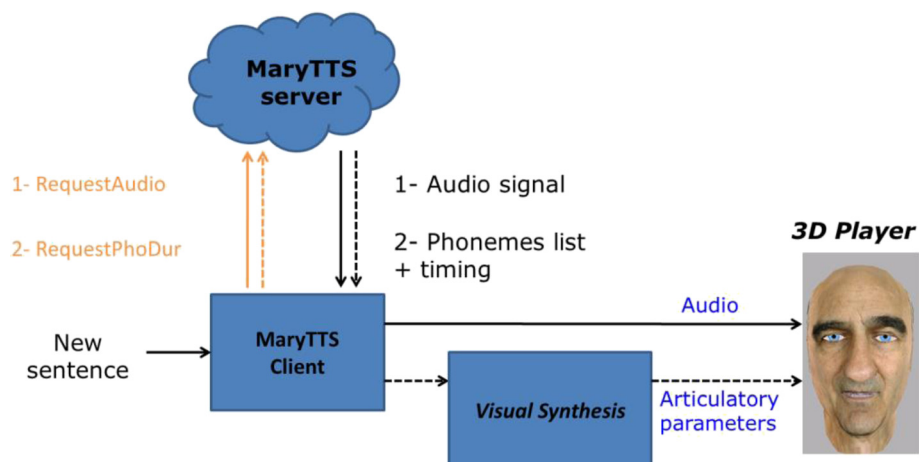 MaryTTS
server
1- RequestAudio
2- RequestPhoDur
1- Audio signal
2- Phonemes list
+ timing
3D Player
New
sentence
MaryTTS
Client
Audio
Visual Synthesis
Articulatory
parameters